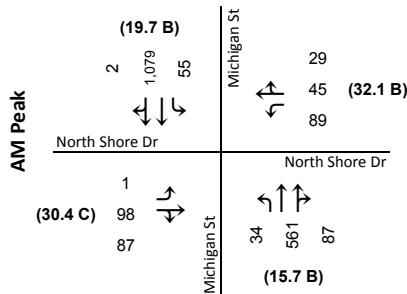 (19.7 B)
2 1,079 55
Michigan St
29
45 (32.1 B)
89
AM Peak
North Shore Dr
North Shore Dr
1
(30.4 C) 98
87
Michigan St
34 561 87
(15.7 B)